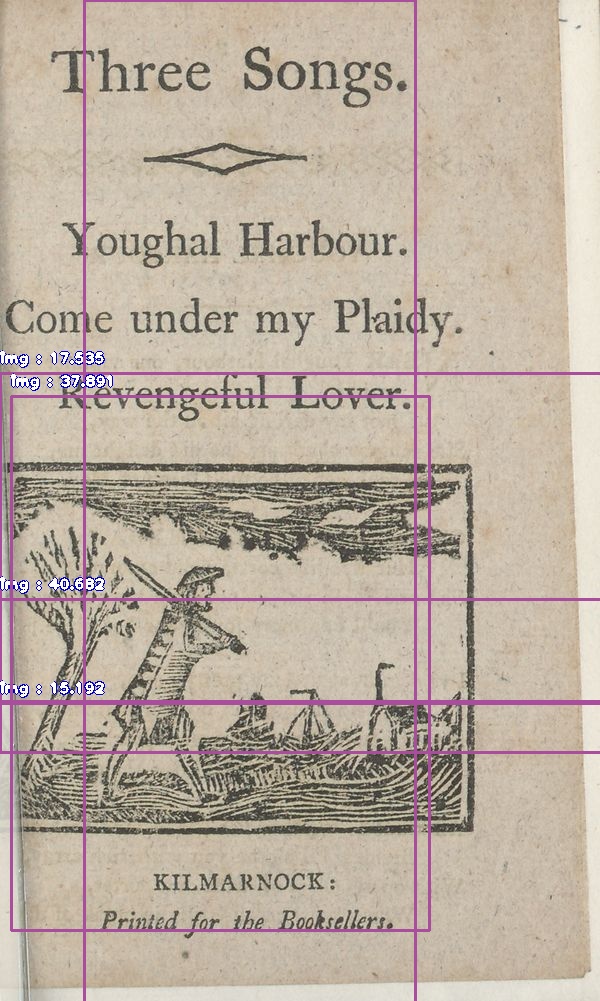 Three Songs.
Youghal Harbour.
Come under my Plaidy.
Img : 17.535
Img : 37.891
Revengeful Lover.
Img : 40.682
Img : 15.192
KILMARNOCK:
Printed for the Booksellers.